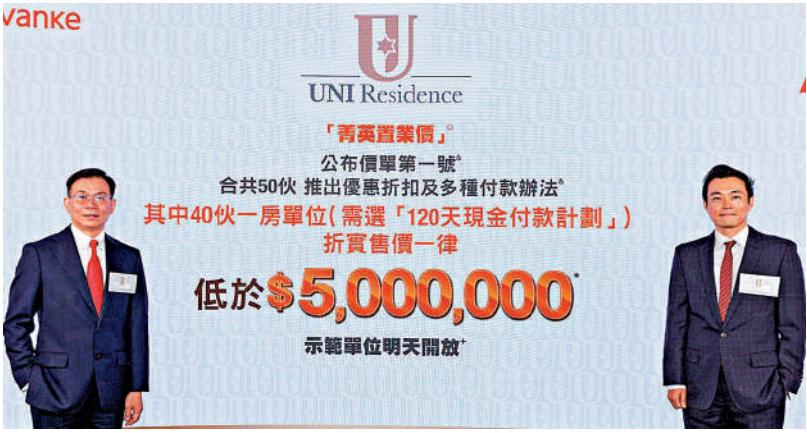 vanke
U
UNI Residence
「菁英置業價」©
公布價單第一號&
合共50伙 推出優惠折扣及多種付款辦法^
其中40伙一房單位(需選「120天現金付款計劃」)
折實售價一律
低於$5,000,000*
示範單位明天開放+